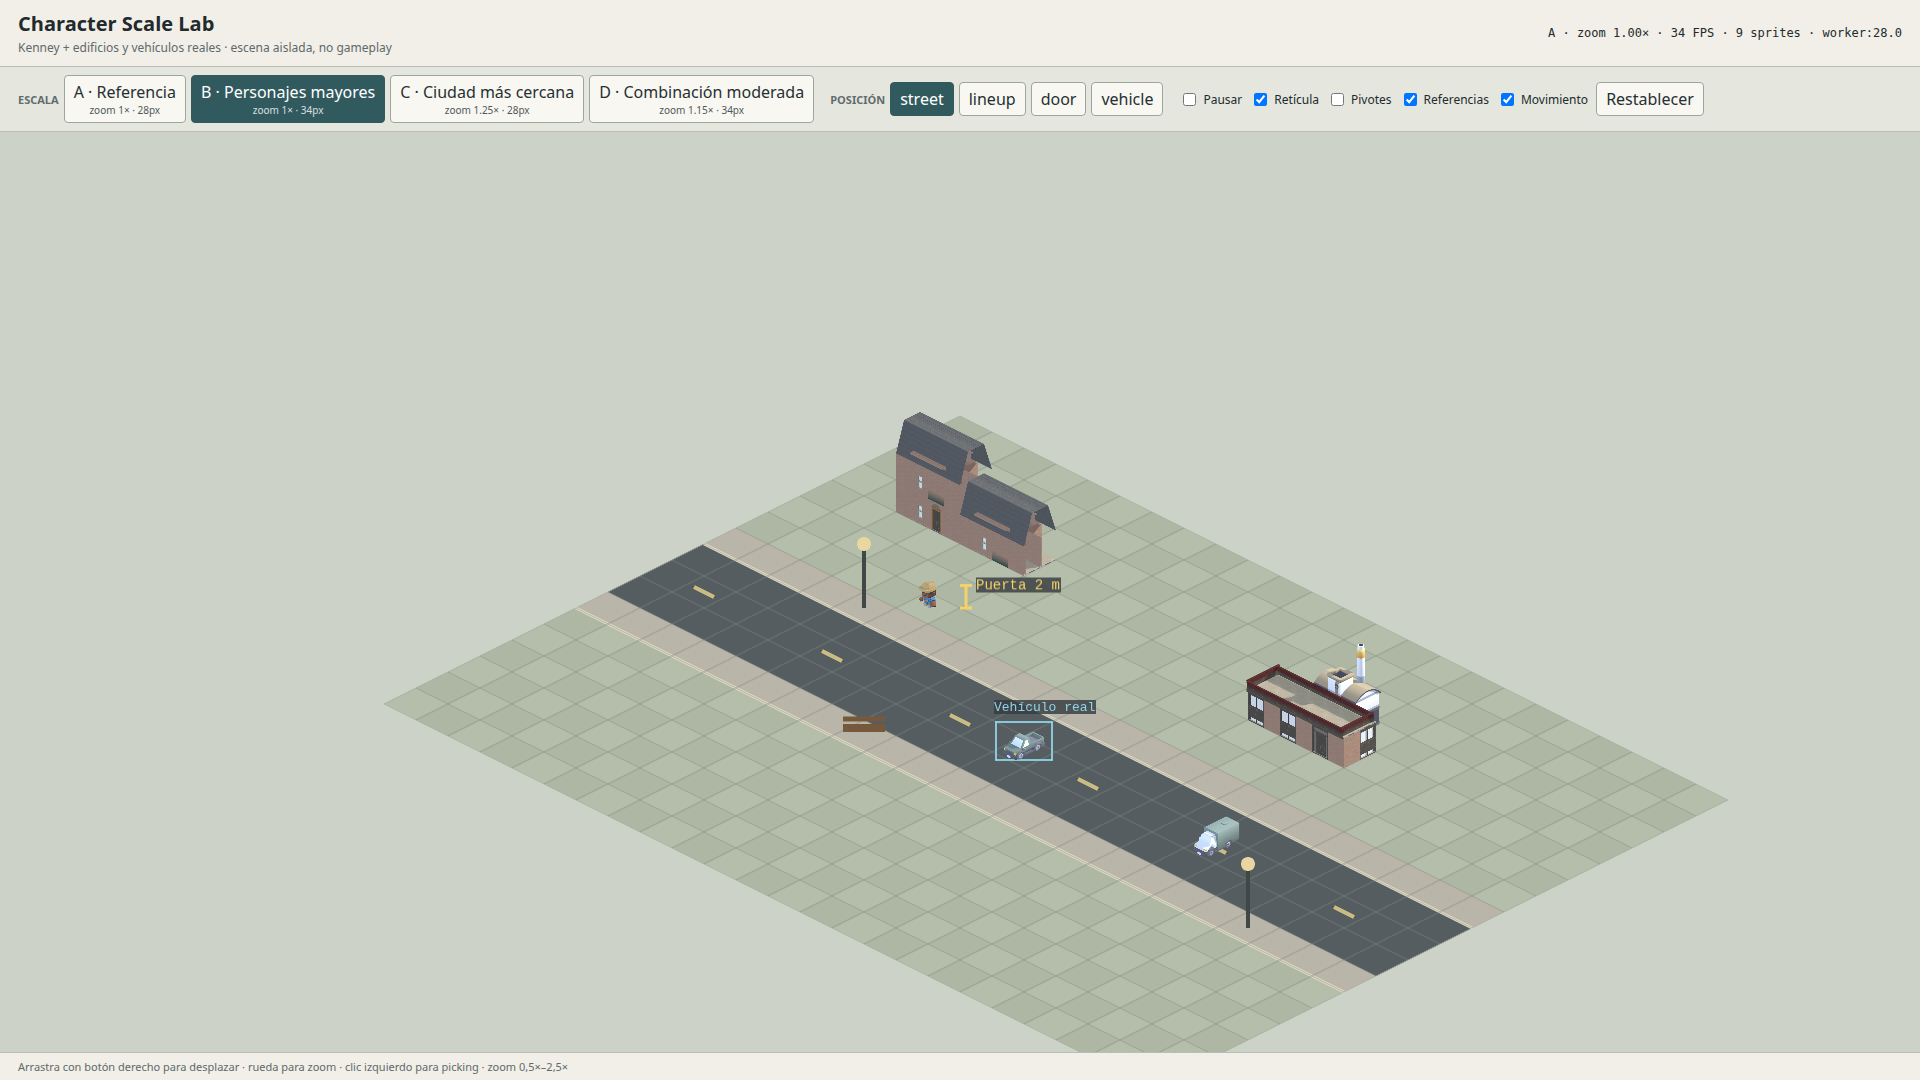 Character Scale Lab
Kenney + edificios y vehículos reales · escena aislada, no gameplay
A · zoom 1.00× · 34 FPS · 9 sprites · worker:28.0
ESCALA
A · Referencia
zoom 1× · 28px
B · Personajes mayores
zoom 1× · 34px
C · Ciudad más cercana
zoom 1.25× · 28px
D · Combinación moderada
zoom 1.15× · 34px
POSICIÓN
street
lineup
door
vehicle
Pausar
Retícula
Pivotes
Referencias
Movimiento
Restablecer
Puerta 2 m
Vehículo real
Arrastra con botón derecho para desplazar · rueda para zoom · clic izquierdo para picking · zoom 0,5×–2,5×